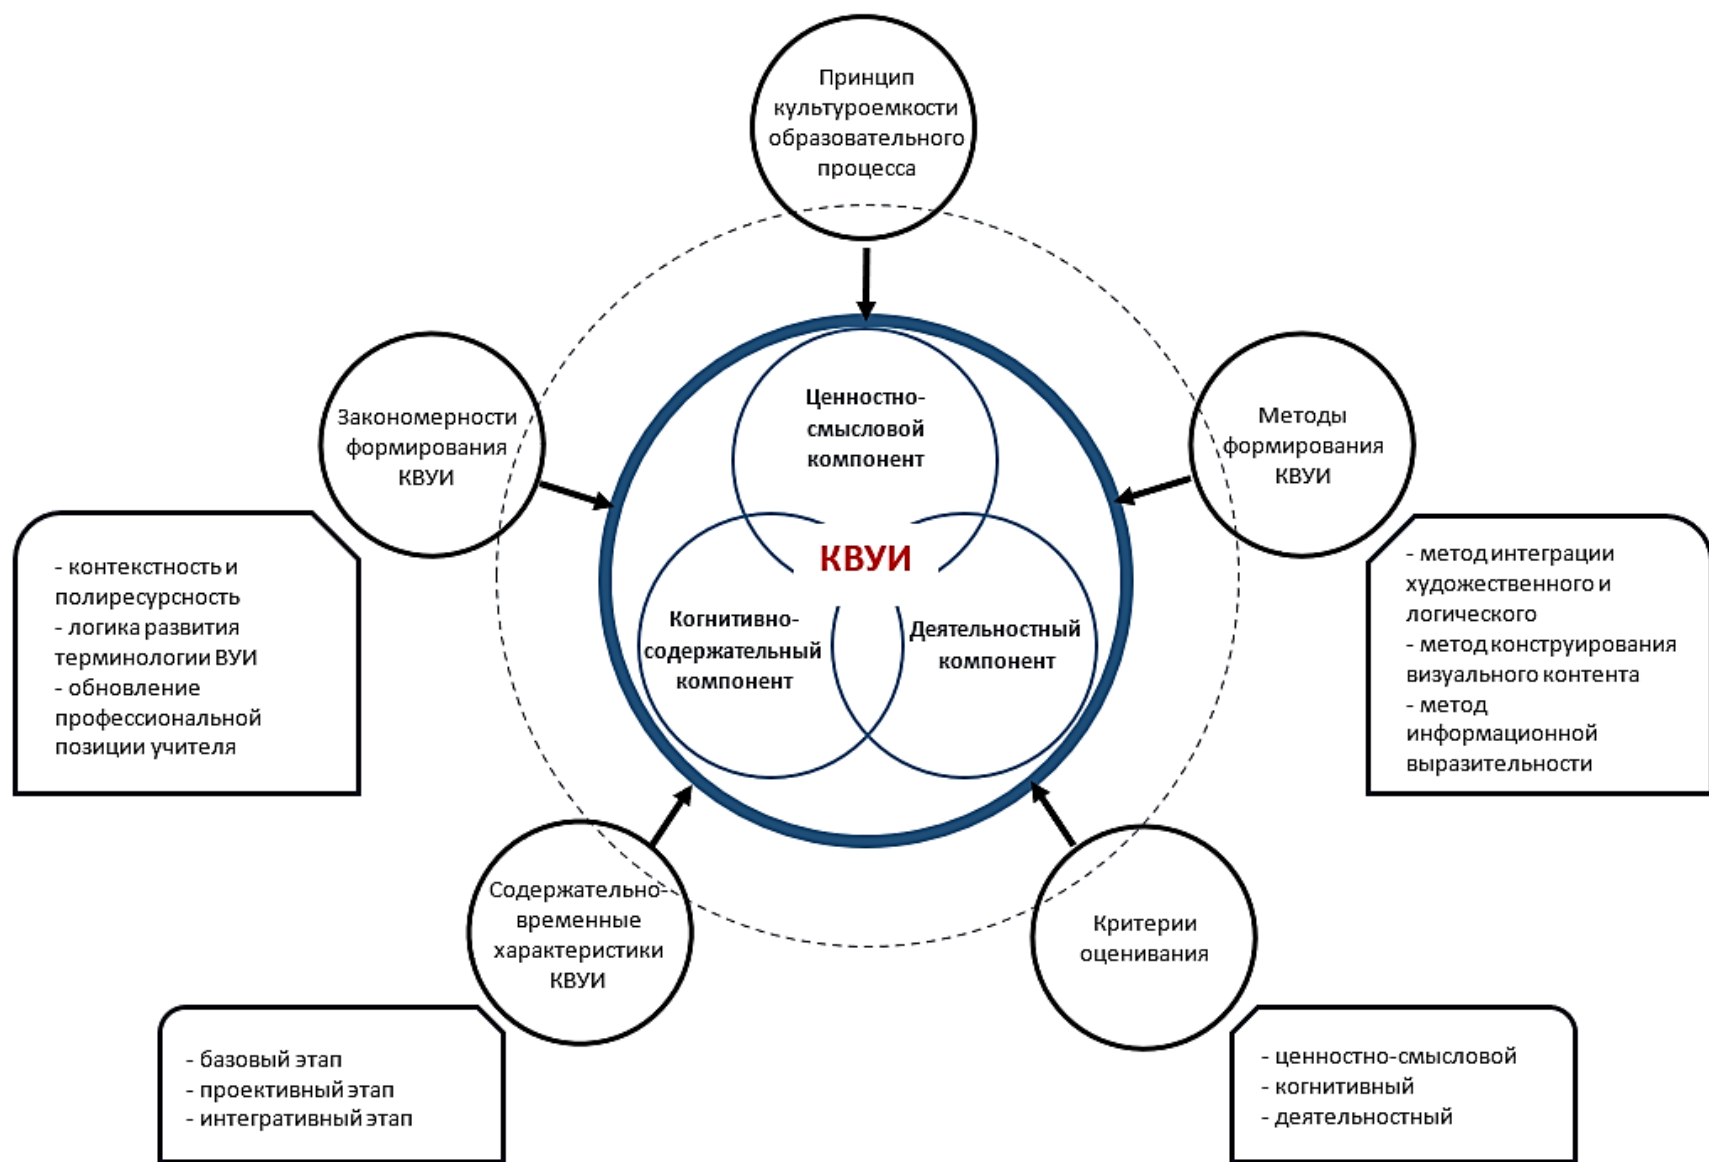 Принцип
культуроемкости
образовательного
процесса
Закономерности
формирования
КВУИ
Методы
формирования
КВУИ
Ценностно-
смысловой
компонент
КВУИ
Когнитивно-
содержательный
компонент
Деятельностный
компонент
- контекстность и
полиресурсность
- логика развития
терминологии ВУИ
- обновление
профессиональной
позиции учителя
- метод интеграции
художественного и
логического
- метод конструирования
визуального контента
- метод
информационной
выразительности
Содержательно-
временные
характеристики
КВУИ
Критерии
оценивания
- базовый этап
- проективный этап
- интегративный этап
- ценностно-смысловой
- когнитивный
- деятельностный